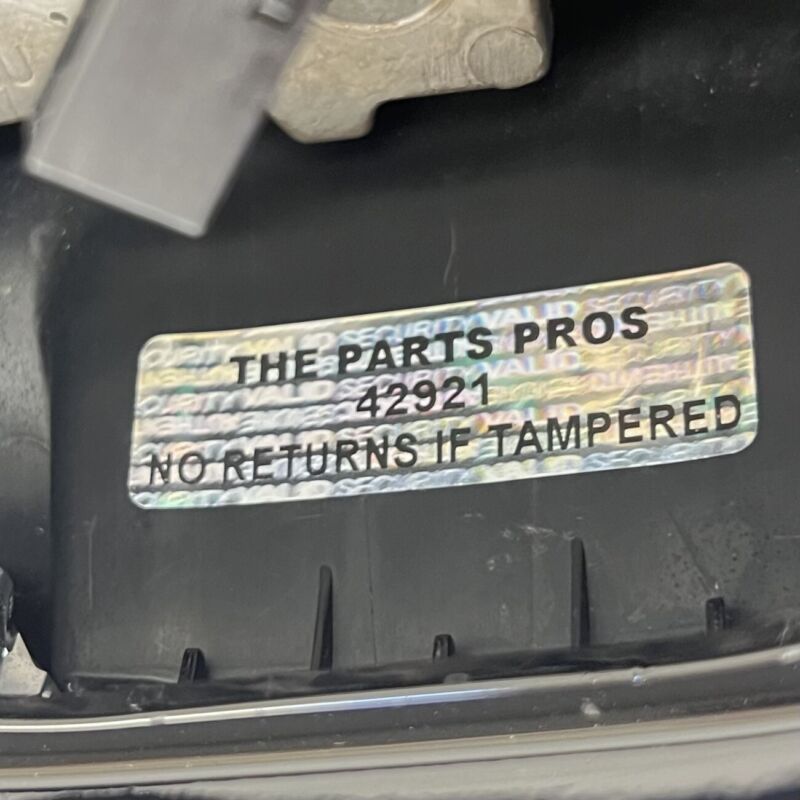 THE PARTS PROS
42921
NO RETURNS IF TAMPERED